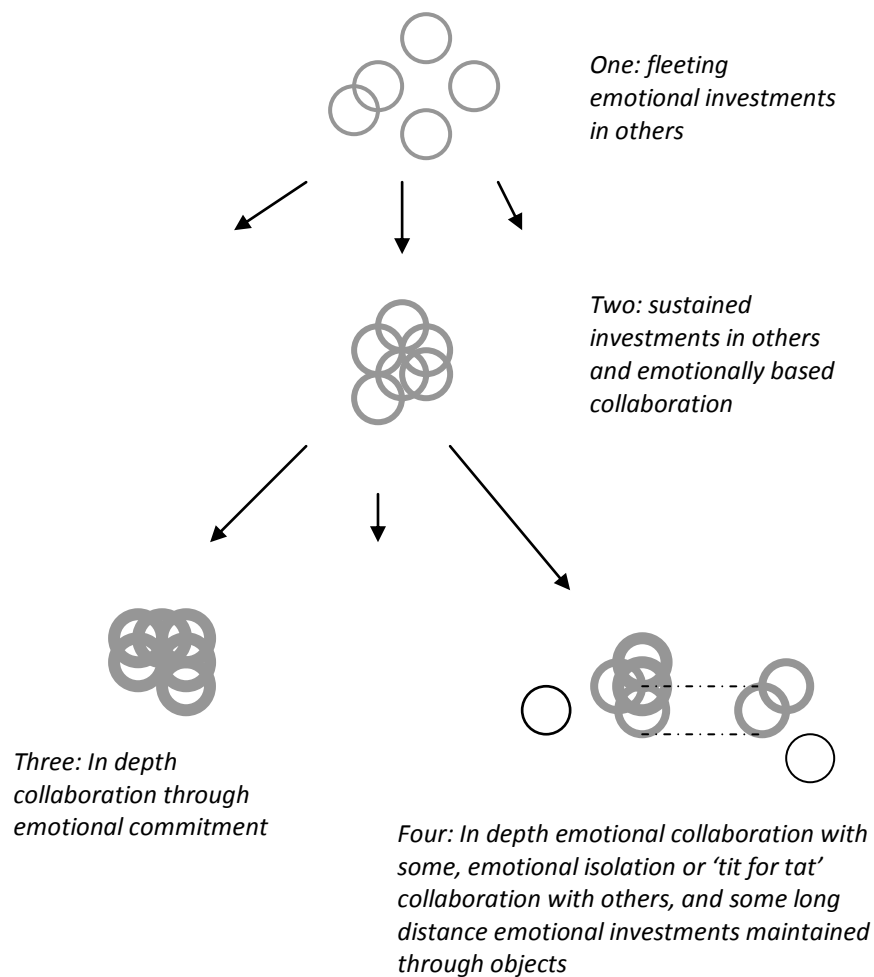 One: fleeting
emotional investments
in others
Two: sustained
investments in others
and emotionally based
collaboration
Three: In depth
collaboration through
emotional commitment
Four: In depth emotional collaboration with
some, emotional isolation or ‘tit for tat’
collaboration with others, and some long
distance emotional investments maintained
through objects